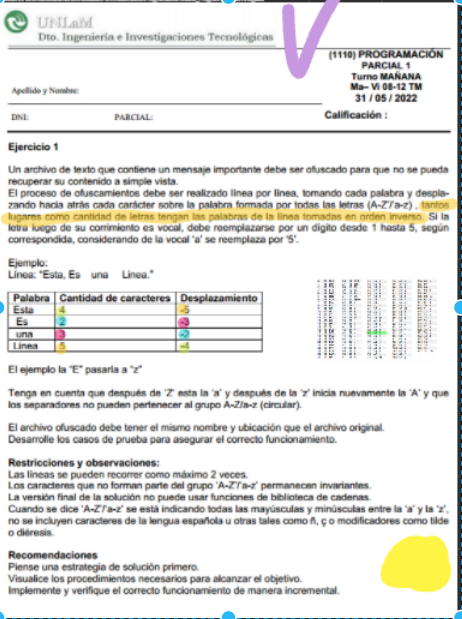 UNLaM
Dto. Ingeniería e Investigaciones Tecnológicas
(1110) PROGRAMACIÓN
PARCIAL 1
Turno MAÑANA
Ma– Vi 08-12 TM
31 / 05 / 2022
Apellido y Nombre:
DNI: PARCIAL: Calificación :
Ejercicio 1
Un archivo de texto que contiene un mensaje importante debe ser ofuscado para que no se pueda
recuperar su contenido a simple vista.
El proceso de ofuscamientos debe ser realizado línea por línea, tomando cada palabra y despla-
zando hacia atrás cada carácter sobre la palabra formada por todas las letras (A-Z'/'a-z) , tantos
lugares como cantidad de letras tengan las palabras de la línea tomadas en orden inverso. Si la
letra luego de su corrimiento es vocal, debe reemplazarse por un dígito desde 1 hasta 5, según
correspondida, considerando de la vocal 'a' se reemplaza por '5'.
Ejemplo:
Línea: "Esta, Es una Linea."
Palabra Cantidad de caracteres Desplazamiento
Esta 4 -5
Es 2 -3
una 3 -2
Linea 5 -4
El ejemplo la "E" pasaría a "z"
Tenga en cuenta que después de 'Z' esta la 'a' y después de la 'z' inicia nuevamente la 'A' y que
los separadores no pueden pertenecer al grupo A-Z/a-z (circular).
El archivo ofuscado debe tener el mismo nombre y ubicación que el archivo original.
Desarrolle los casos de prueba para asegurar el correcto funcionamiento.
Restricciones y observaciones:
Las líneas se pueden recorrer como máximo 2 veces.
Los caracteres que no forman parte del grupo 'A-Z'/'a-z' permanecen invariantes.
La versión final de la solución no puede usar funciones de biblioteca de cadenas.
Cuando se dice 'A-Z'/'a-z' se está indicando todas las mayúsculas y minúsculas entre la 'a' y la 'z',
no se incluyen caracteres de la lengua española u otras tales como ñ, ç o modificadores como tilde
o diéresis.
Recomendaciones
Piense una estrategia de solución primero.
Visualice los procedimientos necesarios para alcanzar el objetivo.
Implemente y verifique el correcto funcionamiento de manera incremental.